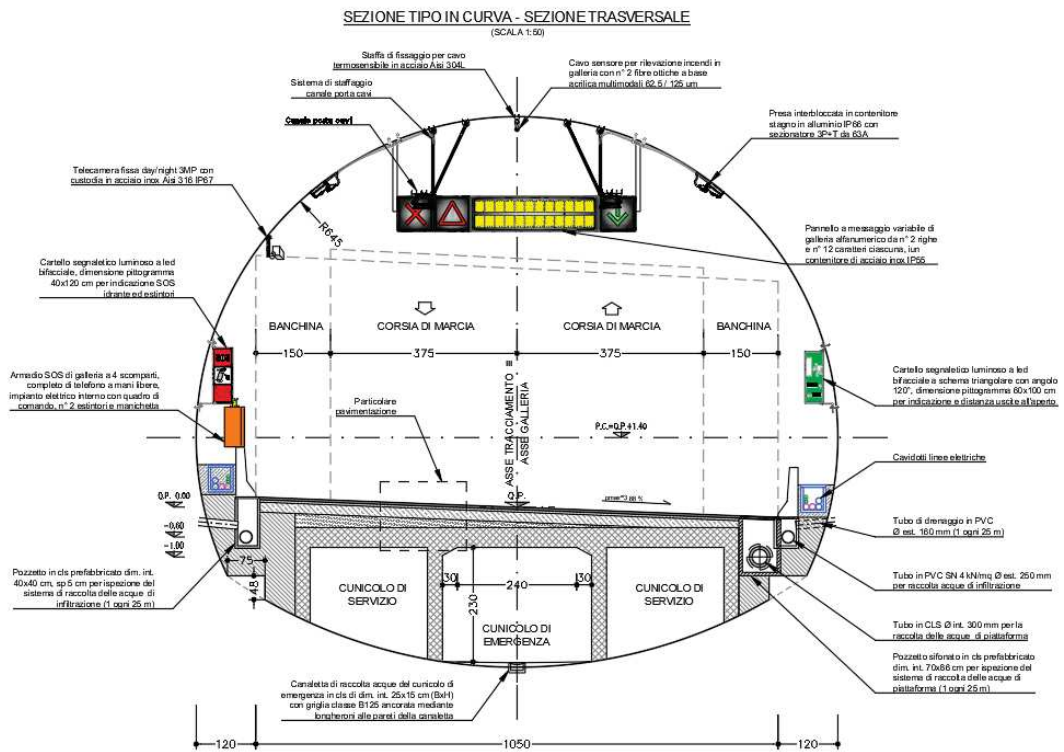 SEZIONE TIPO IN CURVA - SEZIONE TRASVERSALE
(SCALA 1:50)
Staffa di fissaggio per cavo
termosensibile in acciaio Aisi 304L
Cavo sensore per rilevazione incendi in
galleria con n° 2 fibre ottiche a base
acrilica multimodali 62,5 / 125 um
Sistema di staffaggio
canale porta cavi
Canale porta cavi
Presa interbloccata in contenitore
stagno in alluminio IP66 con
sezionatore 3P+T da 63A
Telecamera fissa day/night 3MP con
custodia in acciaio inox Aisi 316 IP67
R645
Pannello a messaggio variabile di
galleria alfanumerico da n° 2 righe
e n° 12 caratteri ciascuna, iun
contenitore di acciaio inox IP55
Cartello segnaletico luminoso a led
bifacciale, dimensione pittogramma
40x120 cm per indicazione SOS
idrante ed estintori
BANCHINA
CORSIA DI MARCIA
CORSIA DI MARCIA
BANCHINA
150
375
375
150
Armadio SOS di galleria a 4 scomparti,
completo di telefono a mani libere,
impianto elettrico interno con quadro di
comando, n° 2 estintori e manichetta
Cartello segnaletico luminoso a led
bifacciale a schema triangolare con angolo
120°, dimensione pittogramma 60x100 cm
per indicazione e distanza uscite all'aperto
Particolare
pavimentazione
ASSE TRACCIAMENTO
ASSE GALLERIA
P.C.=Q.P.+1.40
Cavidotti linee elettriche
Q.P. 0.00
Q.P.
-0.60
-1.00
Tubo di drenaggio in PVC
Ø est. 160 mm (1 ogni 25 m)
75
48
30
240
30
230
CUNICOLO DI
SERVIZIO
CUNICOLO DI
SERVIZIO
CUNICOLO DI
EMERGENZA
Pozzetto in cls prefabbricato dim. int.
40x40 cm, sp 5 cm per ispezione del
sistema di raccolta delle acque di
infiltrazione (1 ogni 25 m)
Tubo in PVC SN 4 kN/mq Ø est. 250 mm
per raccolta acque di infiltrazione
Tubo in CLS Ø int. 300 mm per la
raccolta delle acque di piattaforma
Pozzetto sifonato in cls prefabbricato
dim. int. 70x86 cm per ispezione del
sistema di raccolta delle acque di
piattaforma (1 ogni 25 m)
Canaletta di raccolta acque del cunicolo di
emergenza in cls di dim. int. 25x15 cm (BxH)
con griglia classe B125 ancorata mediante
longheroni alle pareti della canaletta
120
1050
120